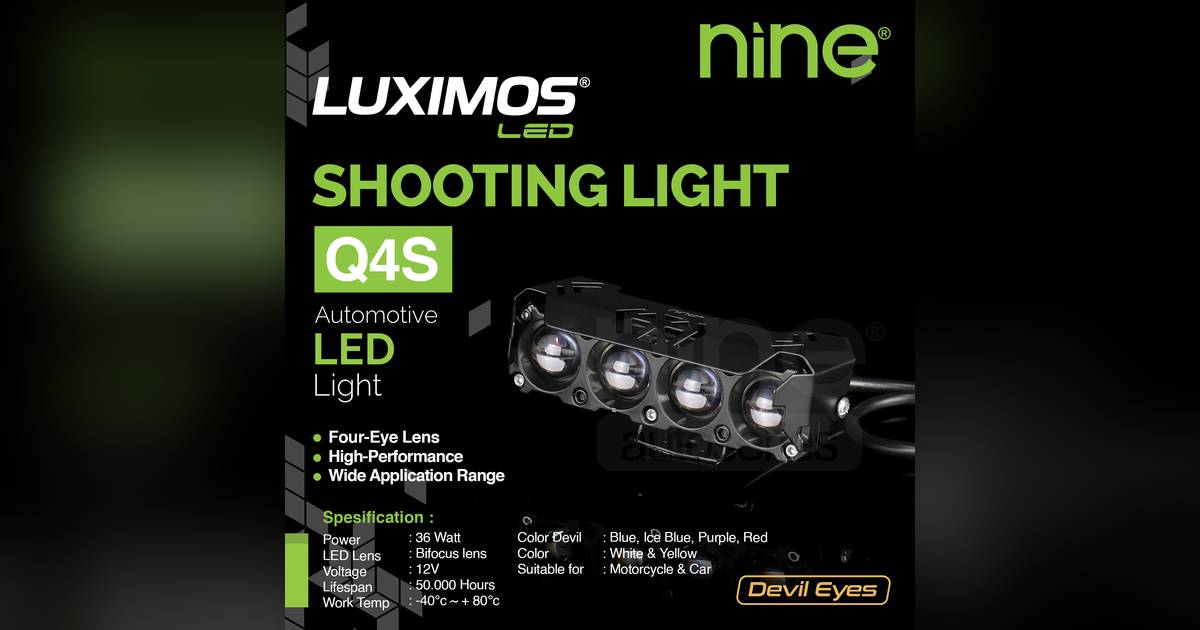 nine®
LUXIMOS®
LED
SHOOTING LIGHT
Q4S
Automotive
LED
Light
nine®
Four-Eye Lens
High-Performance
Wide Application Range
Spesification :
Power : 36 Watt
LED Lens : Bifocus lens
Voltage : 12V
Lifespan : 50.000 Hours
Work Temp : -40°c ~ + 80°c
Color Devil : Blue, Ice Blue, Purple, Red
Color : White & Yellow
Suitable for : Motorcycle & Car
Devil Eyes